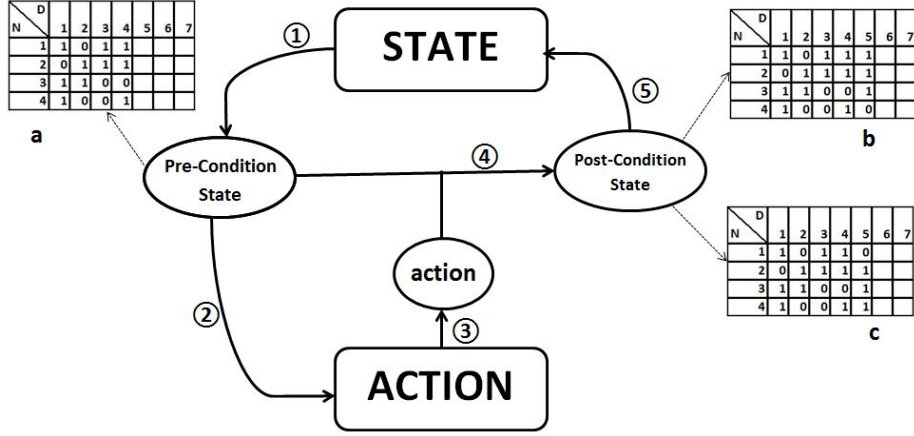 D
N 1 2 3 4 5 6 7
1 1 0 1 1
2 0 1 1 1
3 1 1 0 0
4 1 0 0 1
a
①
STATE
⑤
D
N 1 2 3 4 5 6 7
1 1 0 1 1 1
2 0 1 1 1 1
3 1 1 0 0 1
4 1 0 0 1 0
b
Pre-Condition
State
④
Post-Condition
State
D
N 1 2 3 4 5 6 7
1 1 0 1 1 0
2 0 1 1 1 1
3 1 1 0 0 1
4 1 0 0 1 1
c
action
②
③
ACTION